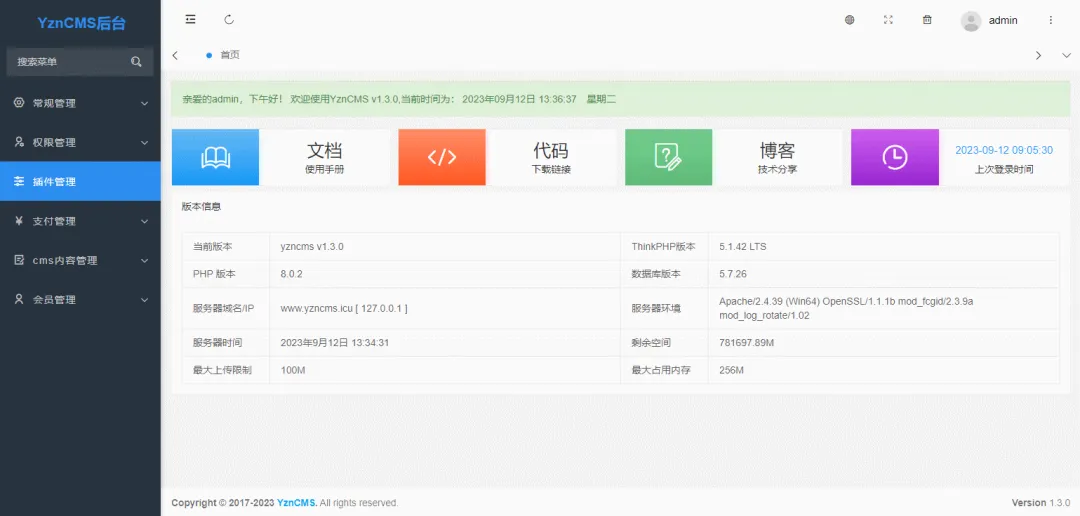 YznCMS后台
搜索菜单
常规管理
权限管理
插件管理
支付管理
cms内容管理
会员管理
admin
首页
亲爱的admin，下午好！ 欢迎使用YznCMS v1.3.0,当前时间为： 2023年09月12日 13:36:37 星期二
文档
使用手册
代码
下载链接
博客
技术分享
2023-09-12 09:05:30
上次登录时间
版本信息
当前版本 yzncms v1.3.0 ThinkPHP版本 5.1.42 LTS
PHP 版本 8.0.2 数据库版本 5.7.26
服务器域名/IP www.yzncms.icu [ 127.0.0.1 ] 服务器环境 Apache/2.4.39 (Win64) OpenSSL/1.1.1b mod_fcgid/2.3.9a
mod_log_rotate/1.02
服务器时间 2023年9月12日 13:34:31 剩余空间 781697.89M
最大上传限制 100M 最大占用内存 256M
Copyright © 2017-2023 YznCMS. All rights reserved.
Version 1.3.0